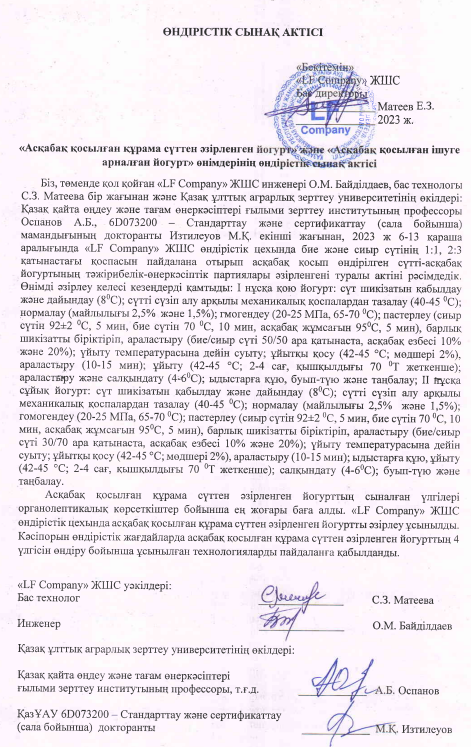 ӨНДІРІСТІК СЫНАҚ АКТІСІ
«Бекітемін»
«LF Company» ЖШС
Бас директоры
Матеев Е.З.
2023 ж.
LF
Company
«Асқабақ қосылған құрама сүттен әзірленген йогурт» және «Асқабақ қосылған ішуге
арналған йогурт» өнімдерінің өндірістік сынақ актісі
Біз, төменде қол қойған «LF Company» ЖШС инженері О.М. Байділдаев, бас технологы
С.З. Матеева бір жағынан және Қазақ ұлттық аграрлық зерттеу университетінің өкілдері:
Қазақ қайта өңдеу және тағам өнеркәсіптері ғылыми зерттеу институтының профессоры
Оспанов А.Б., 6D073200 – Стандарттау және сертификаттау (сала бойынша)
мамандығының докторанты Изтилеуов М.Қ. екінші жағынан, 2023 ж 6-13 қараша
аралығында «LF Company» ЖШС өндірістік цехында бие және сиыр сүтінің 1:1, 2:3
қатынастағы қоспасын пайдалана отырып асқабақ қосып өндірілген сүтті-асқабақ
йогуртының тәжірибелік-өнеркәсіптік партиялары әзірленгені туралы актіні рәсімдедік.
Өнімді әзірлеу келесі кезеңдерді қамтыды: I нұсқа қою йогурт: сүт шикізатын қабылдау
және дайындау (8⁰С); сүтті сүзіп алу арқылы механикалық қоспалардан тазалау (40-45 ⁰С);
нормалау (майлылығы 2,5% және 1,5%); гмогендеу (20-25 МПа, 65-70 ⁰С); пастерлеу (сиыр
сүтін 92±2 ⁰С, 5 мин, бие сүтін 70 ⁰С, 10 мин, асқабақ жұмсағын 95⁰С, 5 мин), барлық
шикізатты біріктіріп, араластыру (бие/сиыр сүті 50/50 ара қатынаста, асқабақ езбесі 10%
және 20%); ұйыту температурасына дейін суыту; ұйытқы қосу (42-45 °С; мөдшері 2%),
араластыру (10-15 мин); ұйыту (42-45 °С; 2-4 сағ, қышқылдығы 70 ⁰Т жеткенше);
араластыру және салқындату (4-6⁰С); ыдыстарға құю, буып-түю және таңбалау; II нұсқа
сұйық йогурт: сүт шикізатын қабылдау және дайындау (8⁰С); сүтті сүзіп алу арқылы
механикалық қоспалардан тазалау (40-45 ⁰С); нормалау (майлылығы 2,5% және 1,5%);
гомогендеу (20-25 МПа, 65-70 ⁰С); пастерлеу (сиыр сүтін 92±2 ⁰С, 5 мин, бие сүтін 70 ⁰С, 10
мин, асқабақ жұмсағын 95⁰С, 5 мин), барлық шикізатты біріктіріп, араластыру (бие/сиыр
сүті 30/70 ара қатынаста, асқабақ езбесі 10% және 20%); ұйыту температурасына дейін
суыту; ұйытқы қосу (42-45 °С; мөдшері 2%), араластыру (10-15 мин); ыдыстарға құю, ұйыту
(42-45 °С; 2-4 сағ, қышқылдығы 70 ⁰Т жеткенше); салқындату (4-6⁰С); буып-түю және
таңбалау.
Асқабақ қосылған құрама сүттен әзірленген йогурттың сыналған үлгілері
органолептикалық көрсеткіштер бойынша ең жоғары баға алды. «LF Company» ЖШС
өндірістік цехында асқабақ қосылған құрама сүттен әзірленген йогуртты әзірлеу ұсынылды.
Кәсіпорын өндірістік жағдайларда асқабақ қосылған құрама сүттен әзірленген йогурттың 4
үлгісін өндіру бойынша ұсынылған технологияларды пайдалануға қабылданды.
«LF Company» ЖШС уәкілдері:
Бас технолог С.З. Матеева
Инженер О.М. Байділдаев
Қазақ ұлттық аграрлық зерттеу университетінің өкілдері:
Қазақ қайта өңдеу және тағам өнеркәсіптері
ғылыми зерттеу институтының профессоры, т.ғ.д. А.Б. Оспанов
ҚазҰАУ 6D073200 – Стандарттау және сертификаттау
(сала бойынша) докторанты М.Қ. Изтилеуов